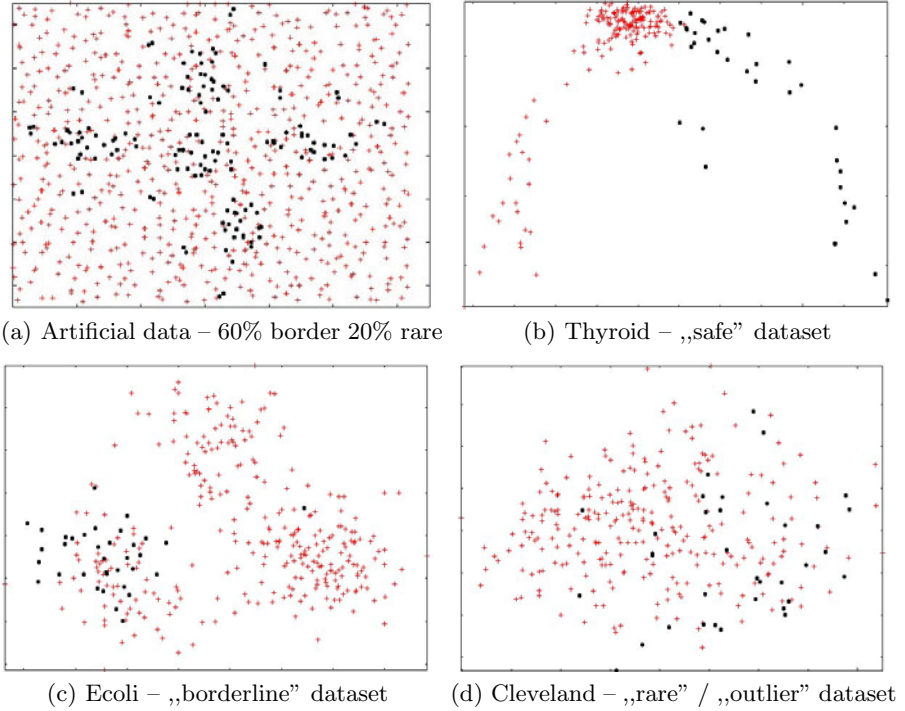 (a) Artificial data – 60% border 20% rare
(b) Thyroid – ,,safe” dataset
(c) Ecoli – ,,borderline” dataset
(d) Cleveland – ,,rare” / ,,outlier” dataset